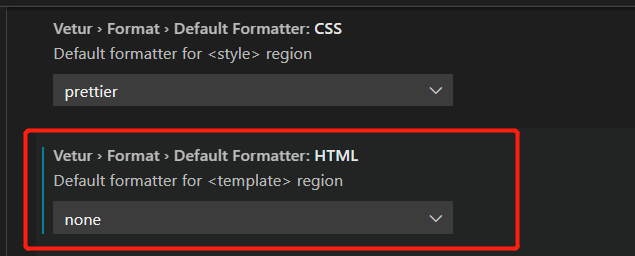 Vetur › Format › Default Formatter: CSS
Default formatter for <style> region
prettier
Vetur › Format › Default Formatter: HTML
Default formatter for <template> region
none